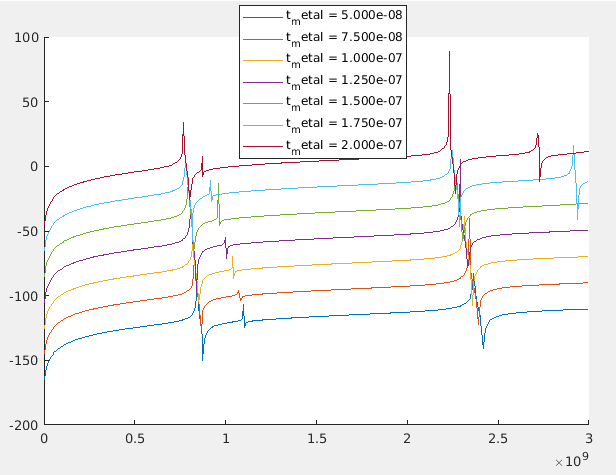 t_metal = 5.000e-08
t_metal = 7.500e-08
t_metal = 1.000e-07
t_metal = 1.250e-07
t_metal = 1.500e-07
t_metal = 1.750e-07
t_metal = 2.000e-07
100
50
0
-50
-100
-150
-200
0 0.5 1 1.5 2 2.5 3
×10^9